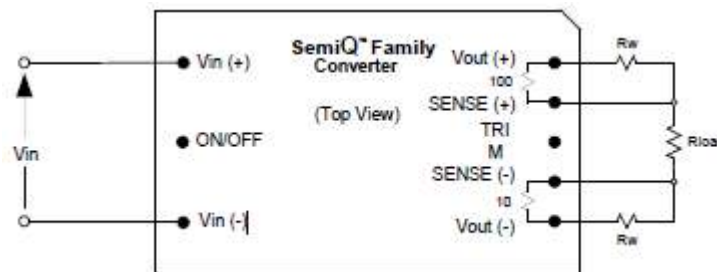 SemiQ™ Family
Converter
(Top View)
Vin
Vin (+)
ON/OFF
Vin (-)
Vout (+)
100
SENSE (+)
TRI
M
SENSE (-)
10
Vout (-)
Rw
Rloa
Rw